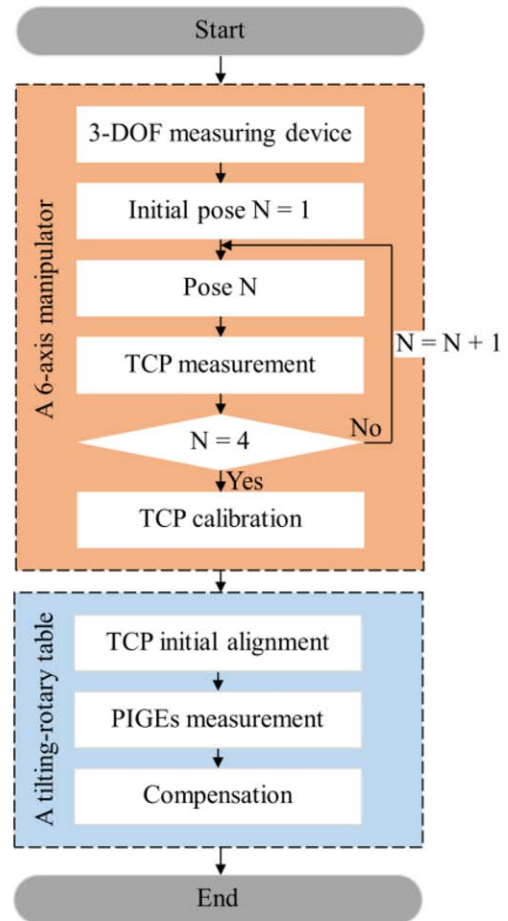 Start
A 6-axis manipulator
3-DOF measuring device
Initial pose N = 1
Pose N
N = N + 1
TCP measurement
N = 4
No
Yes
TCP calibration
A tilting-rotary table
TCP initial alignment
PIGEs measurement
Compensation
End